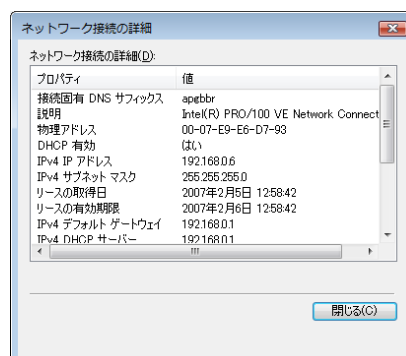 ネットワーク接続の詳細
ネットワーク接続の詳細(D):
プロパティ 値
接続固有 DNS サフィックス apgbbr
説明 Intel(R) PRO/100 VE Network Connect
物理アドレス 00-07-E9-E6-D7-93
DHCP 有効 はい
IPv4 IP アドレス 192.168.0.6
IPv4 サブネット マスク 255.255.255.0
リースの取得日 2007年2月5日 12:58:42
リースの有効期限 2007年2月6日 12:58:42
IPv4 デフォルト ゲートウェイ 192.168.0.1
IPv4 DHCP サーバー 192.168.0.1
閉じる(C)